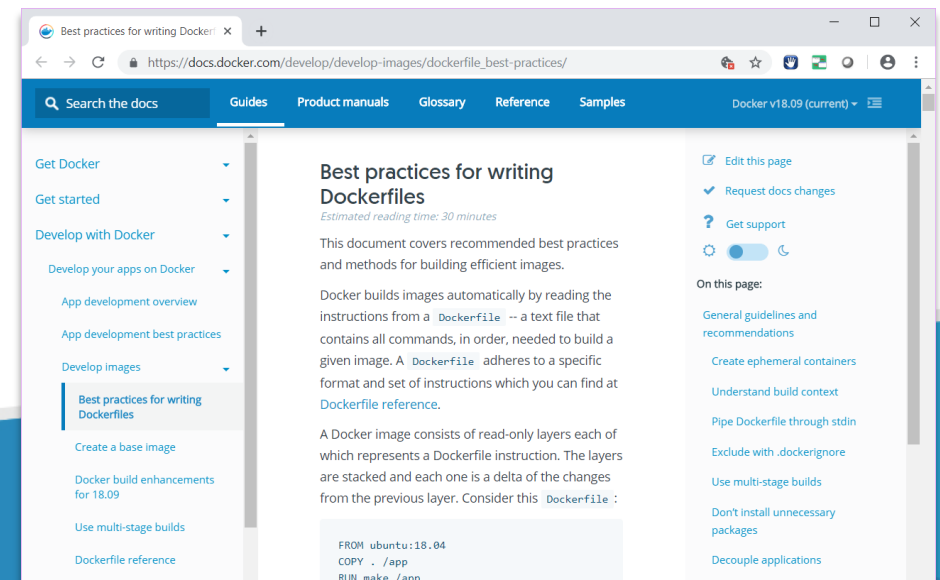 Best practices for writing Docker
https://docs.docker.com/develop/develop-images/dockerfile_best-practices/
Search the docs
Guides
Product manuals
Glossary
Reference
Samples
Docker v18.09 (current)
Get Docker
Get started
Develop with Docker
Develop your apps on Docker
App development overview
App development best practices
Develop images
Best practices for writing
Dockerfiles
Create a base image
Docker build enhancements
for 18.09
Use multi-stage builds
Dockerfile reference
Best practices for writing
Dockerfiles
Estimated reading time: 30 minutes
This document covers recommended best practices
and methods for building efficient images.
Docker builds images automatically by reading the
instructions from a Dockerfile -- a text file that
contains all commands, in order, needed to build a
given image. A Dockerfile adheres to a specific
format and set of instructions which you can find at
Dockerfile reference.
A Docker image consists of read-only layers each of
which represents a Dockerfile instruction. The layers
are stacked and each one is a delta of the changes
from the previous layer. Consider this Dockerfile :
FROM ubuntu:18.04
COPY . /app
RUN make /app
Edit this page
Request docs changes
Get support
On this page:
General guidelines and
recommendations
Create ephemeral containers
Understand build context
Pipe Dockerfile through stdin
Exclude with .dockerignore
Use multi-stage builds
Don't install unnecessary
packages
Decouple applications